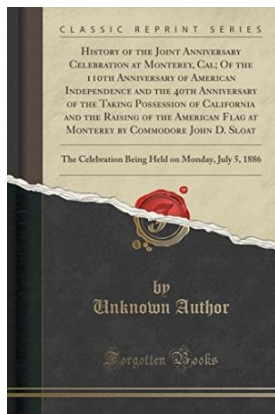 CLASSIC REPRINT SERIES
History of the Joint Anniversary
Celebration at Monterey, Cal; Of the
110th Anniversary of American
Independence and the 40th Anniversary
of the Taking Possession of California
and the Raising of the American Flag at
Monterey by Commodore John D. Sloat
The Celebration Being Held on Monday, July 5, 1886
by
Unknown Author
Forgotten Books